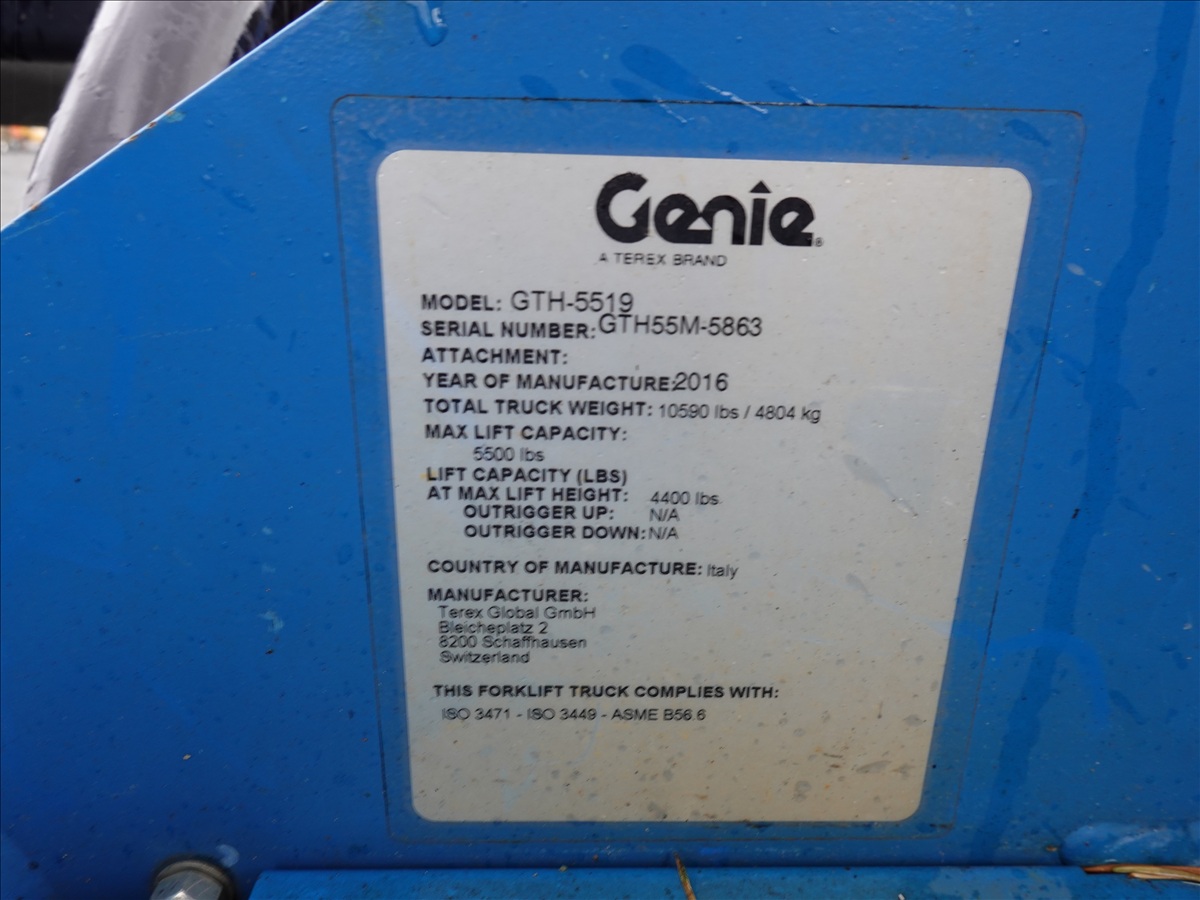 Genie®
A TEREX BRAND
MODEL: GTH-5519
SERIAL NUMBER: GTH55M-5863
ATTACHMENT:
YEAR OF MANUFACTURE: 2016
TOTAL TRUCK WEIGHT: 10590 lbs / 4804 kg
MAX LIFT CAPACITY:
5500 lbs
LIFT CAPACITY (LBS)
AT MAX LIFT HEIGHT: 4400 lbs
OUTRIGGER UP: N/A
OUTRIGGER DOWN: N/A
COUNTRY OF MANUFACTURE: Italy
MANUFACTURER:
Terex Global GmbH
Bleicheplatz 2
8200 Schaffhausen
Switzerland
THIS FORKLIFT TRUCK COMPLIES WITH:
ISO 3471 - ISO 3449 - ASME B56.6